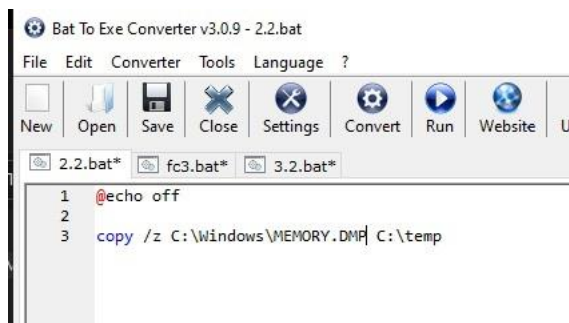 Bat To Exe Converter v3.0.9 - 2.2.bat
File Edit Converter Tools Language ?
New Open Save Close Settings Convert Run Website
2.2.bat* fc3.bat* 3.2.bat*
1 @echo off
2
3 copy /z C:\Windows\MEMORY.DMP C:\temp